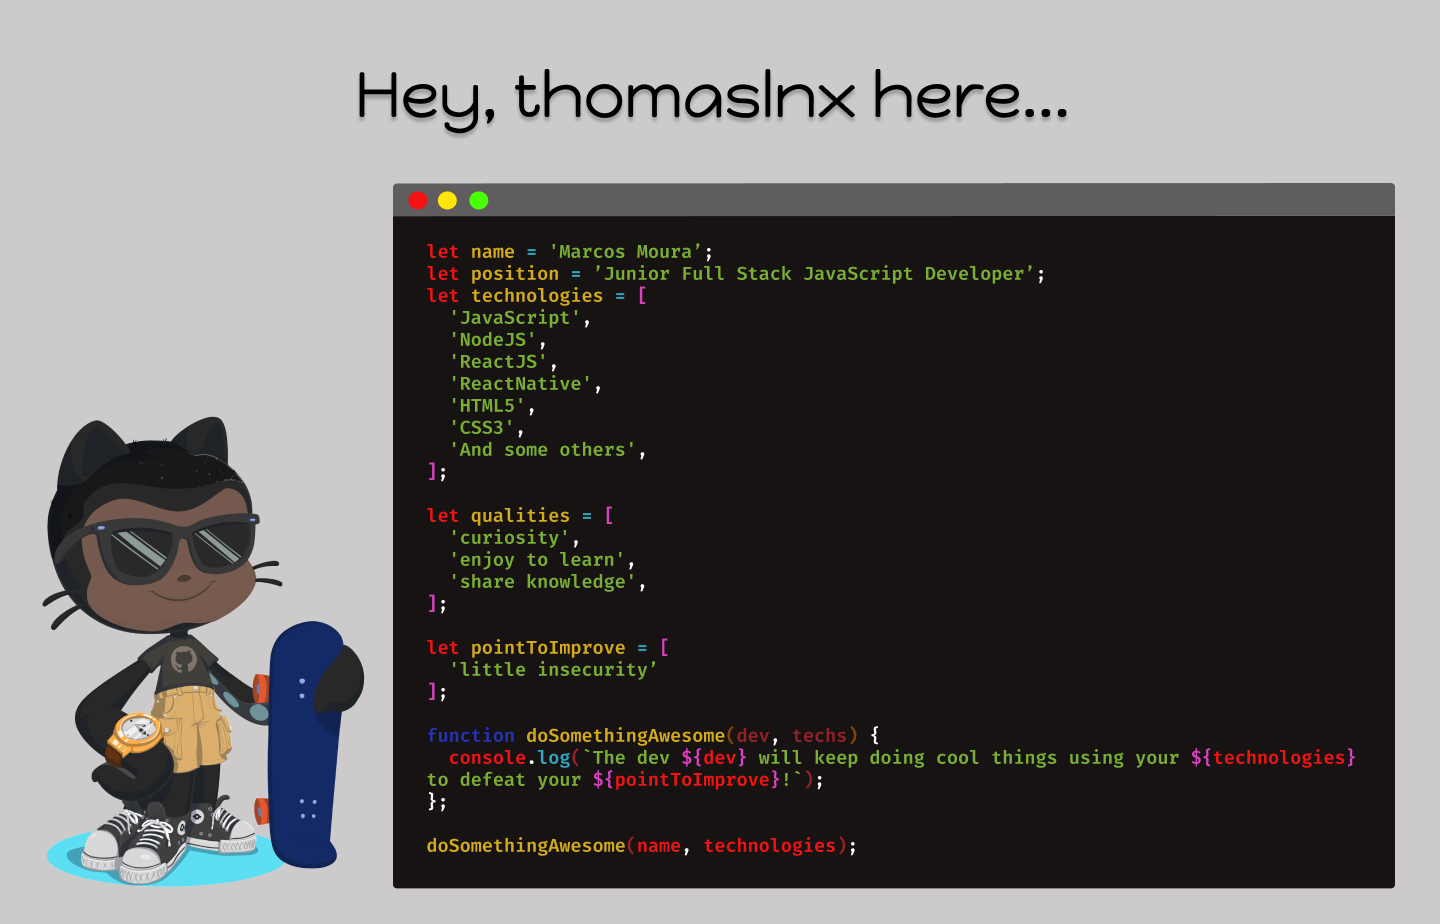 Hey, thomaslnx here...
let name = 'Marcos Moura’;
let position = ’Junior Full Stack JavaScript Developer’;
let technologies = [
  'JavaScript',
  'NodeJS',
  'ReactJS',
  'ReactNative',
  'HTML5',
  'CSS3',
  'And some others',
];
let qualities = [
  'curiosity',
  'enjoy to learn',
  'share knowledge',
];
let pointToImprove = [
  'little insecurity’
];
function doSomethingAwesome(dev, techs) {
  console.log(`The dev ${dev} will keep doing cool things using your ${technologies}
to defeat your ${pointToImprove}!`);
};
doSomethingAwesome(name, technologies);